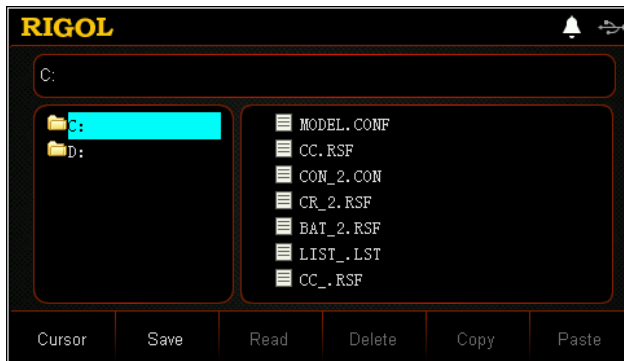 RIGOL
C:
C:
D:
MODEL.CONF
CC.RSF
CON_2.CON
CR_2.RSF
BAT_2.RSF
LIST_.LST
CC_.RSF
Cursor Save Read Delete Copy Paste